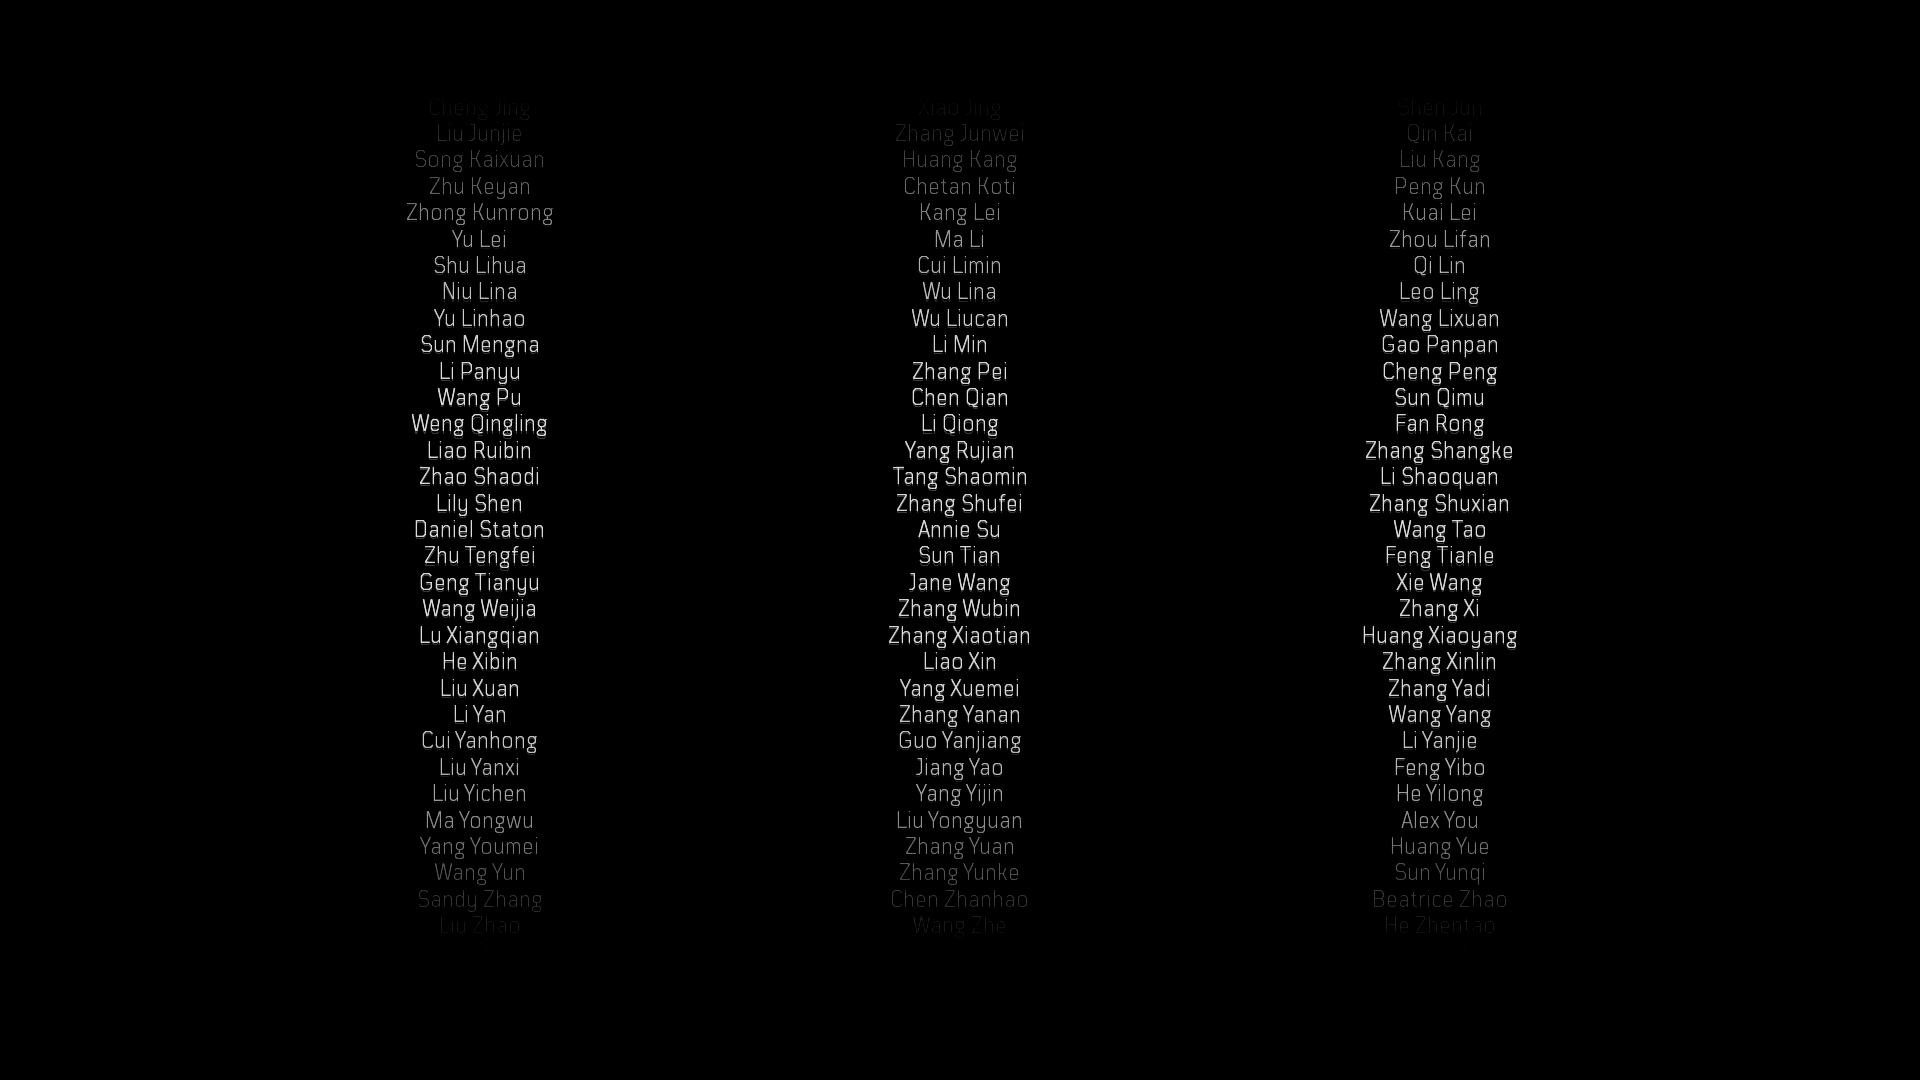 Cheng Jing Xiao Jing Shen Jun
Liu Junjie Zhang Junwei Qin Kai
Song Kaixuan Huang Kang Liu Kang
Zhu Keyan Chetan Koti Peng Kun
Zhong Kunrong Kang Lei Kuai Lei
Yu Lei Ma Li Zhou Lifan
Shu Lihua Cui Limin Qi Lin
Niu Lina Wu Lina Leo Ling
Yu Linhao Wu Liucan Wang Lixuan
Sun Mengna Li Min Gao Panpan
Li Panyu Zhang Pei Cheng Peng
Wang Pu Chen Qian Sun Qimu
Weng Qingling Li Qiong Fan Rong
Liao Ruibin Yang Rujian Zhang Shangke
Zhao Shaodi Tang Shaomin Li Shaoquan
Lily Shen Zhang Shufei Zhang Shuxian
Daniel Staton Annie Su Wang Tao
Zhu Tengfei Sun Tian Feng Tianle
Geng Tianyu Jane Wang Xie Wang
Wang Weijia Zhang Wubin Zhang Xi
Lu Xiangqian Zhang Xiaotian Huang Xiaoyang
He Xibin Liao Xin Zhang Xinlin
Liu Xuan Yang Xuemei Zhang Yadi
Li Yan Zhang Yanan Wang Yang
Cui Yanhong Guo Yanjiang Li Yanjie
Liu Yanxi Jiang Yao Feng Yibo
Liu Yichen Yang Yijin He Yilong
Ma Yongwu Liu Yongyuan Alex You
Yang Youmei Zhang Yuan Huang Yue
Wang Yun Zhang Yunke Sun Yunqi
Sandy Zhang Chen Zhanhao Beatrice Zhao
Liu Zhao Wang Zhe He Zhentao